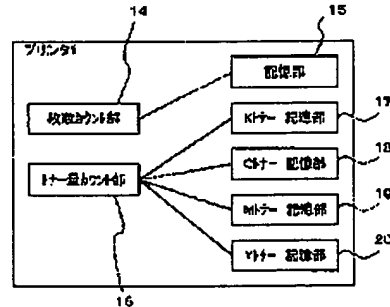 14
15
プリンタ1
記憶部
17
枚数カウント部
Kトナー記憶部
18
Cトナー記憶部
トナー量カウント部
19
Mトナー記憶部
20
Yトナー記憶部
16